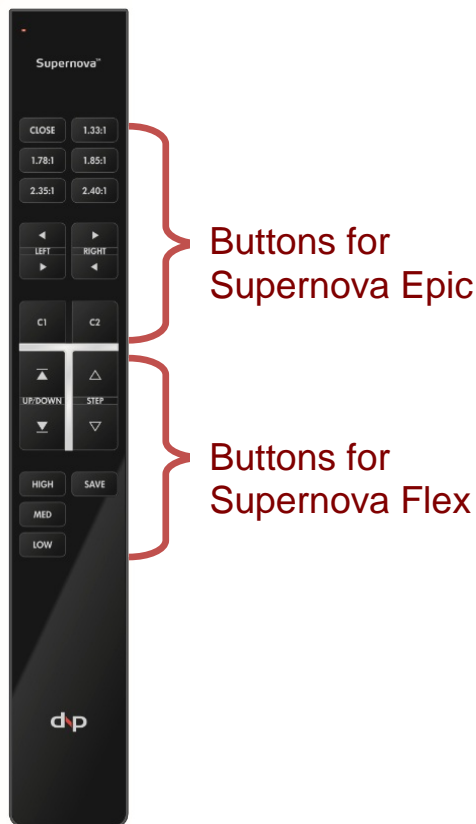 Supernova™
CLOSE 1.33:1
1.78:1 1.85:1
2.35:1 2.40:1
LEFT RIGHT
Buttons for
Supernova Epic
C1 C2
UP/DOWN STEP
Buttons for
Supernova Flex
HIGH SAVE
MED
LOW
dnp